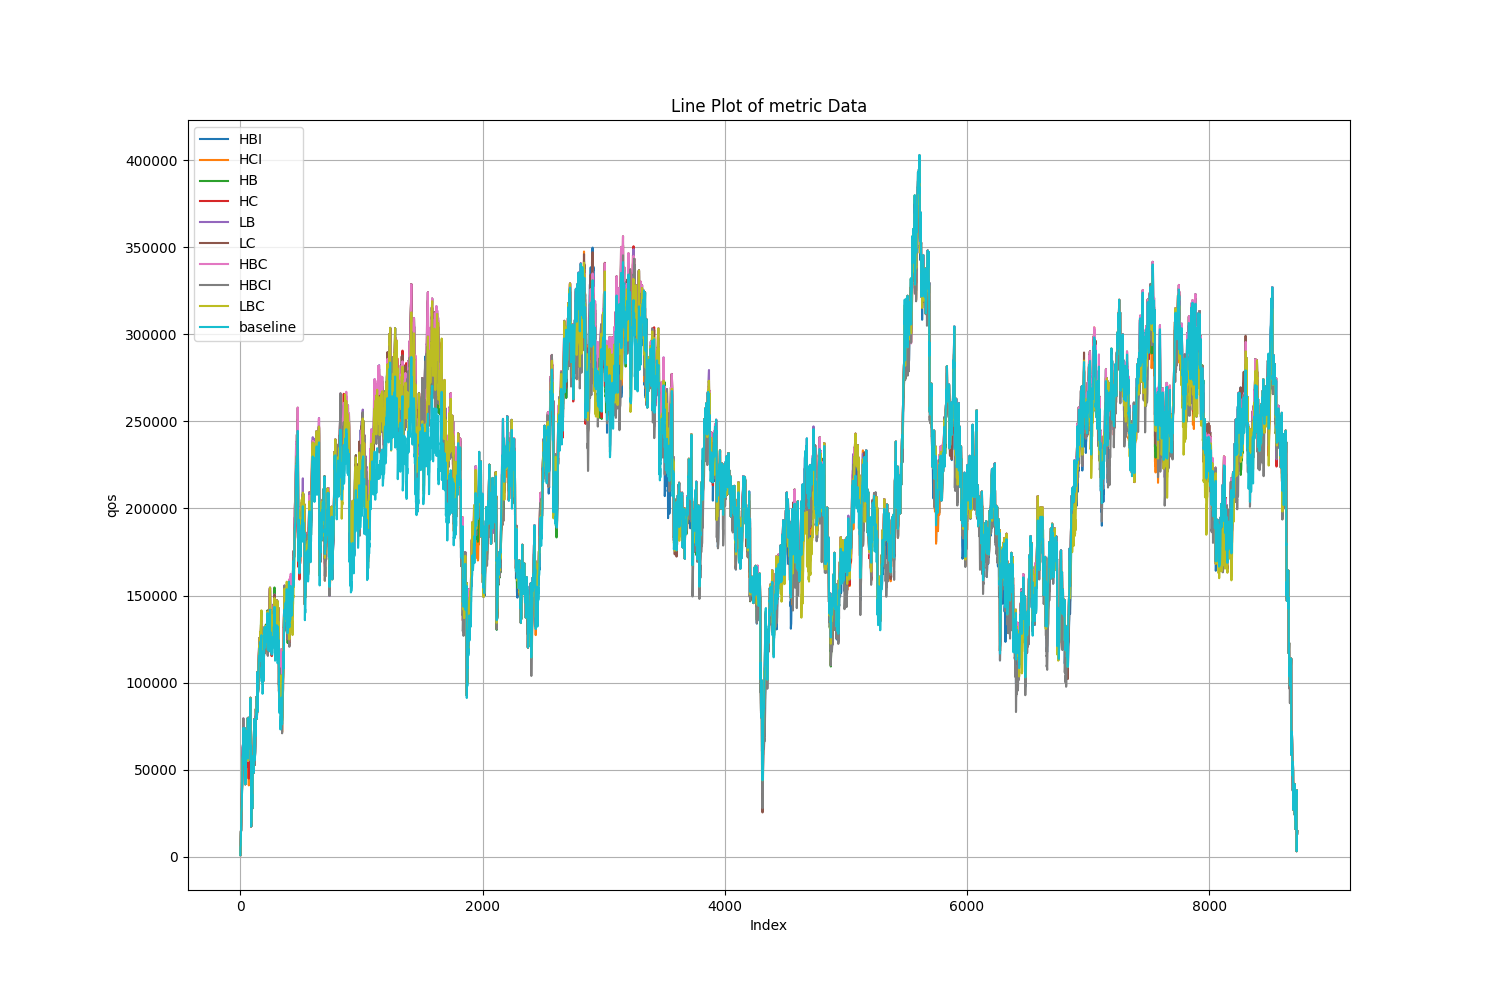 Line Plot of metric Data
HBI
HCI
HB
HC
LB
LC
HBC
HBCI
LBC
baseline
400000
350000
300000
250000
200000
150000
100000
50000
0
qos
0 2000 4000 6000 8000
Index